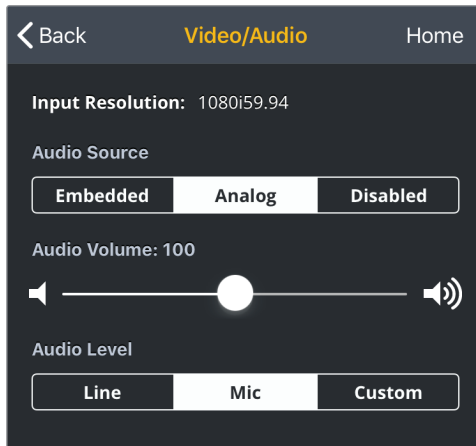 Back Video/Audio Home
Input Resolution: 1080i59.94
Audio Source
Embedded Analog Disabled
Audio Volume: 100
Audio Level
Line Mic Custom